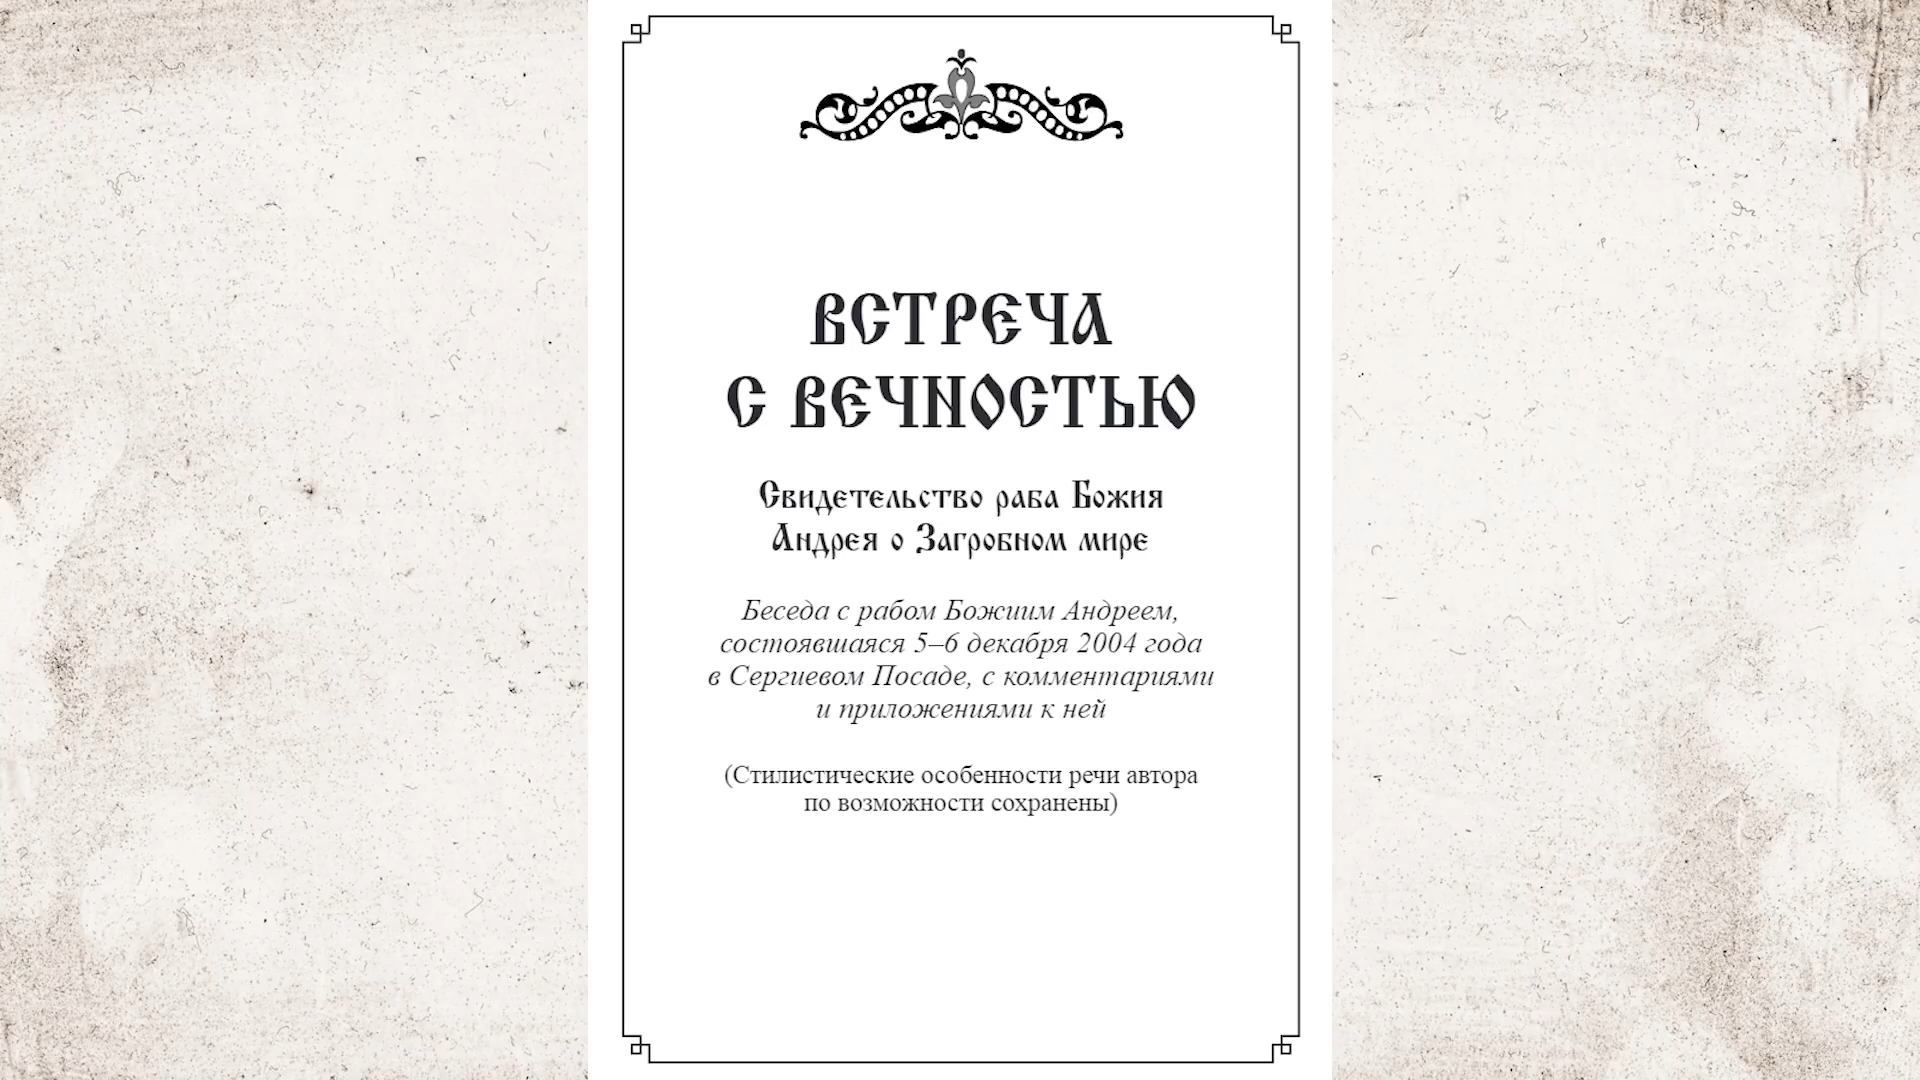 ВСТРЕЧА
С ВЕЧНОСТЬЮ
Свидетельство раба Божия
Андрея о Загробном мире
Беседа с рабом Божиим Андреем,
состоявшаяся 5–6 декабря 2004 года
в Сергиевом Посаде, с комментариями
и приложениями к ней
(Стилистические особенности речи автора
по возможности сохранены)